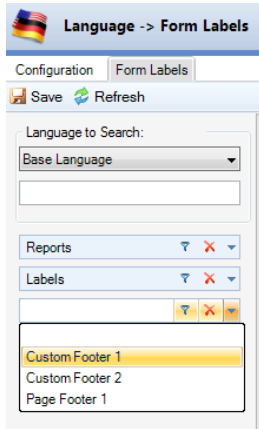 Language -> Form Labels
Configuration Form Labels
Save Refresh
Language to Search:
Base Language
Reports
Labels
Custom Footer 1
Custom Footer 2
Page Footer 1